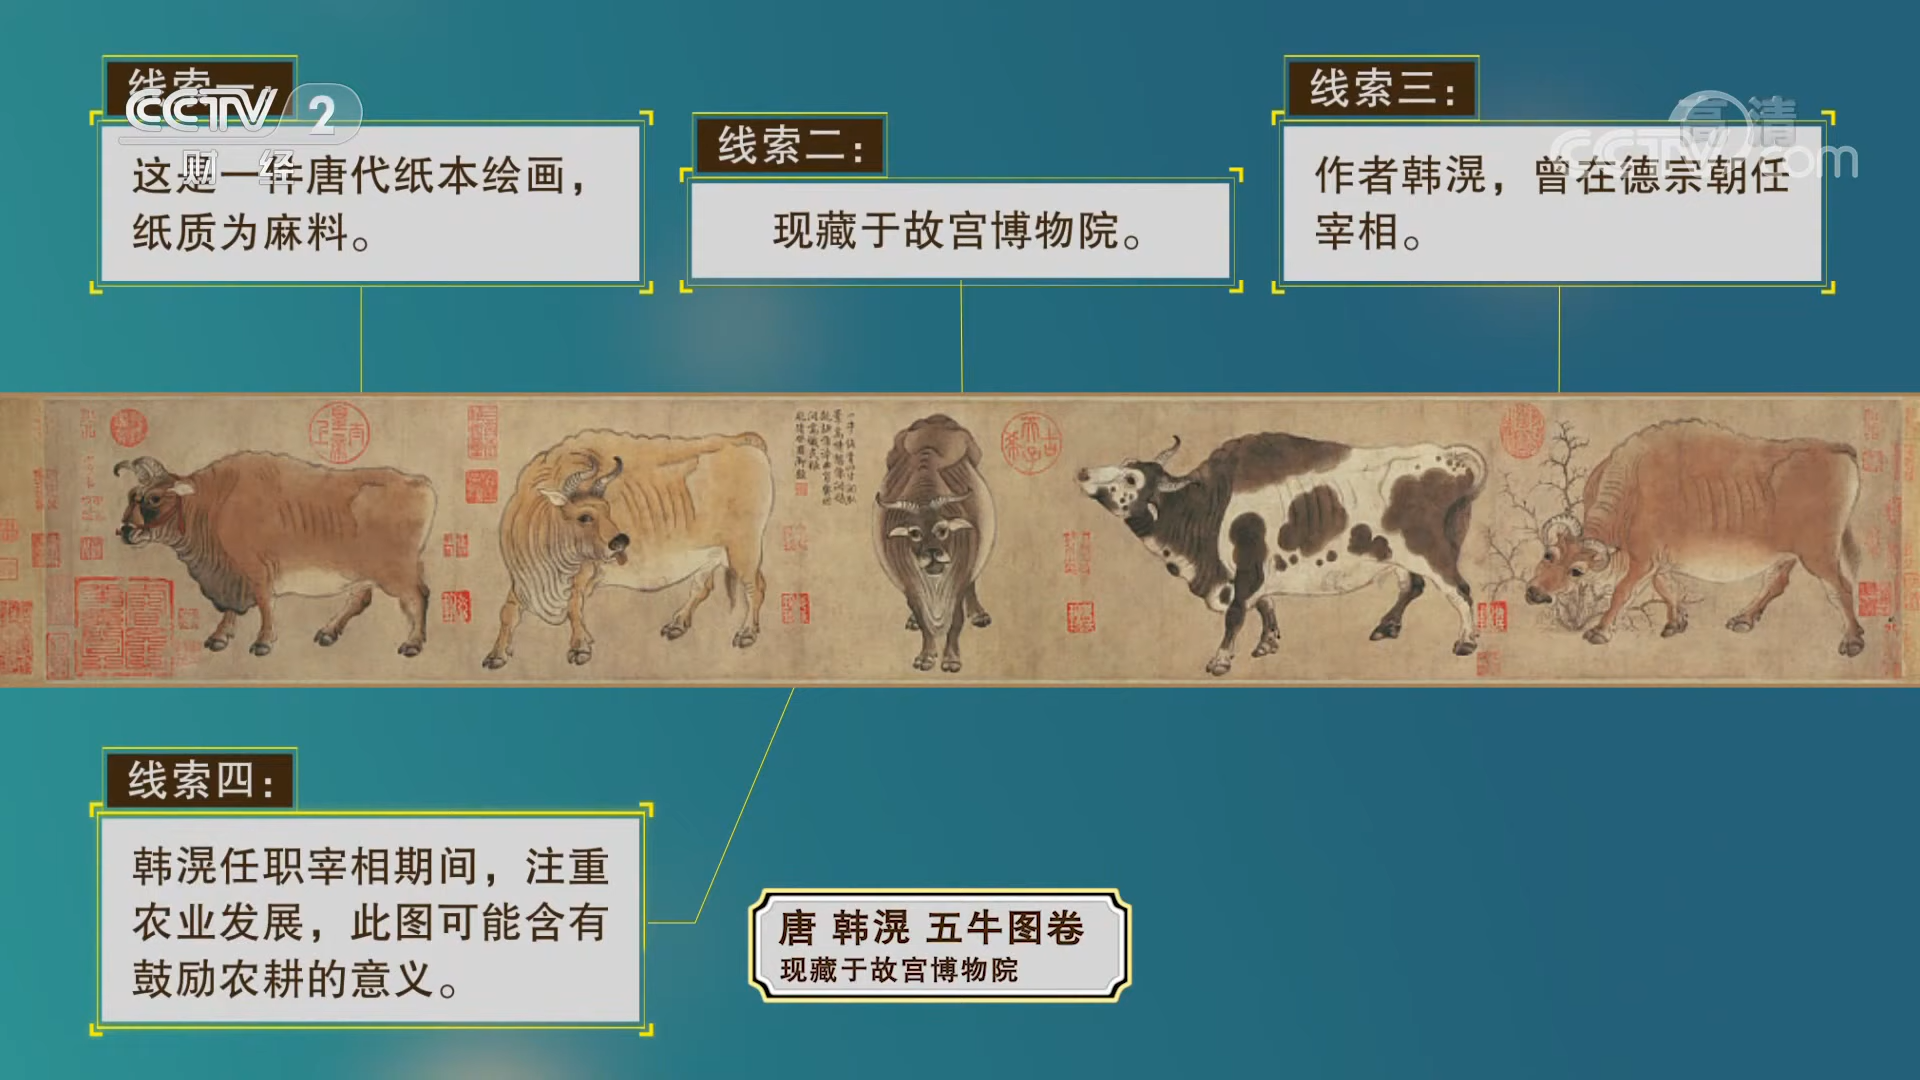 线索一：
CCTV 2
财经
这是一件唐代纸本绘画，
纸质为麻料。
线索二：
现藏于故宫博物院。
线索三：
高清
CCTV.com
作者韩滉，曾在德宗朝任
宰相。
线索四：
韩滉任职宰相期间，注重
农业发展，此图可能含有
鼓励农耕的意义。
唐 韩滉 五牛图卷
现藏于故宫博物院